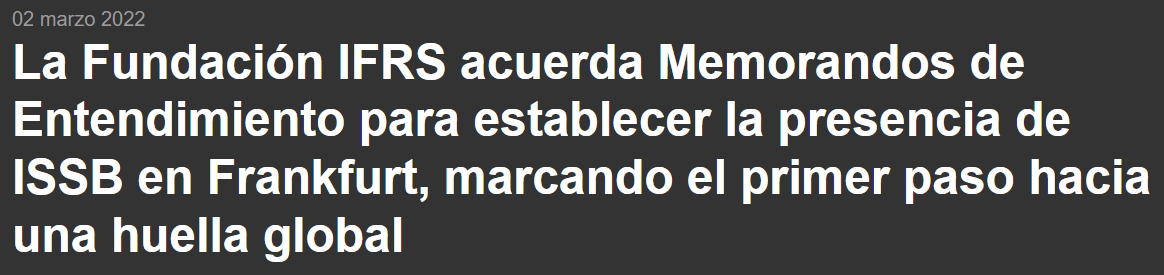 02 marzo 2022
La Fundación IFRS acuerda Memorandos de
Entendimiento para establecer la presencia de
ISSB en Frankfurt, marcando el primer paso hacia
una huella global